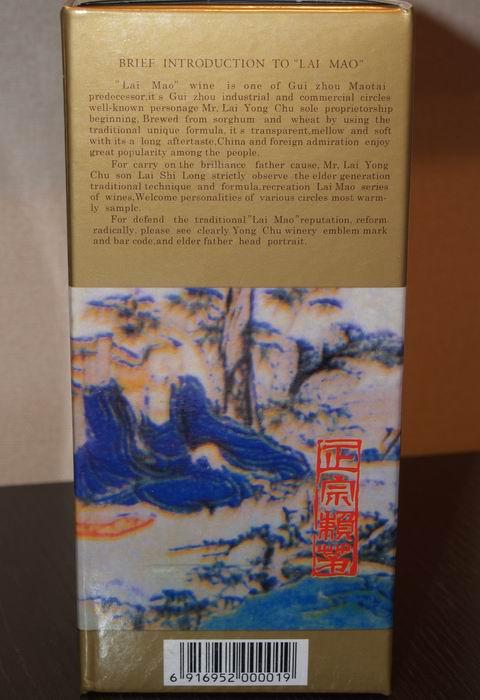 BRIEF INTRODUCTION TO "LAI MAO"
"Lai Mao" wine is one of Gui zhou Maotai
predecessor,it s Gui zhou industrial and commercial circles
well-known personage Mr, Lai Yong Chu sole proprietorship
beginning, Brewed from sorghum and wheat by using the
traditional unique formula, it s transparent,mellow and soft
with its a long aftertaste,China and foreign admiration enjoy
great popularity among the people.
For carry on the brilliance father cause, Mr, Lai Yong
Chu son Lai Shi Long strictly observe the elder generation
traditional technique and formula,recreation Lai Mao series
of wines,Welcome personalities of various circles most warm-
ly sample.
For defend the traditional"Lai Mao"reputation, reform.
radically, please see clearly Yong Chu winery emblem mark
and bar code,and elder father head portrait.
正宗賴茅
6 916952 000019